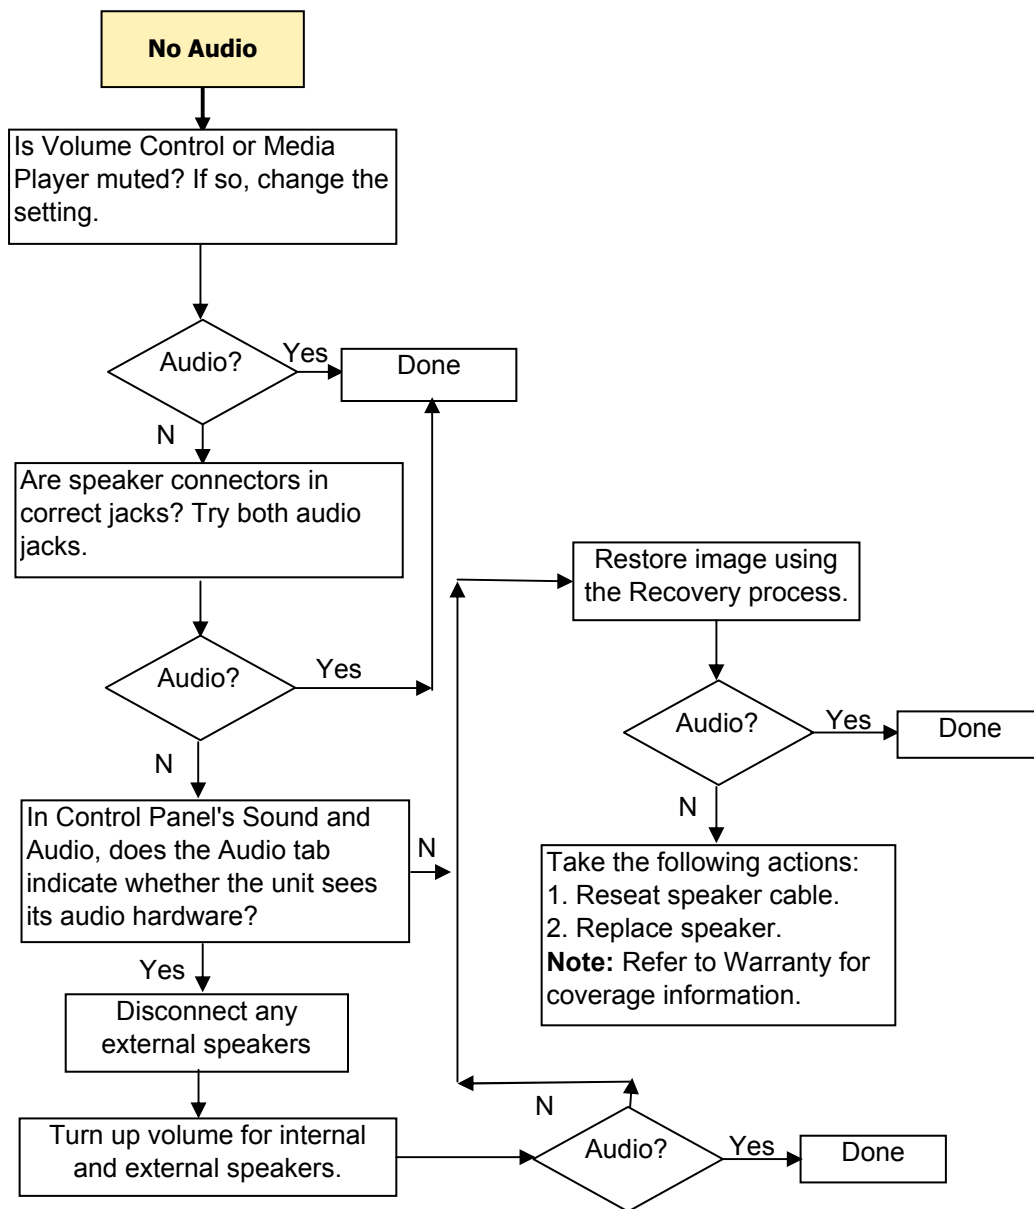 No Audio
Is Volume Control or Media
Player muted? If so, change the
setting.
Audio?
Yes
Done
N
Are speaker connectors in
correct jacks? Try both audio
jacks.
Audio?
Yes
N
In Control Panel's Sound and
Audio, does the Audio tab
indicate whether the unit sees
its audio hardware?
N
Yes
Disconnect any
external speakers
Turn up volume for internal
and external speakers.
Audio?
Yes
Done
N
Restore image using
the Recovery process.
Audio?
Yes
Done
N
Take the following actions:
1. Reseat speaker cable.
2. Replace speaker.
Note: Refer to Warranty for
coverage information.